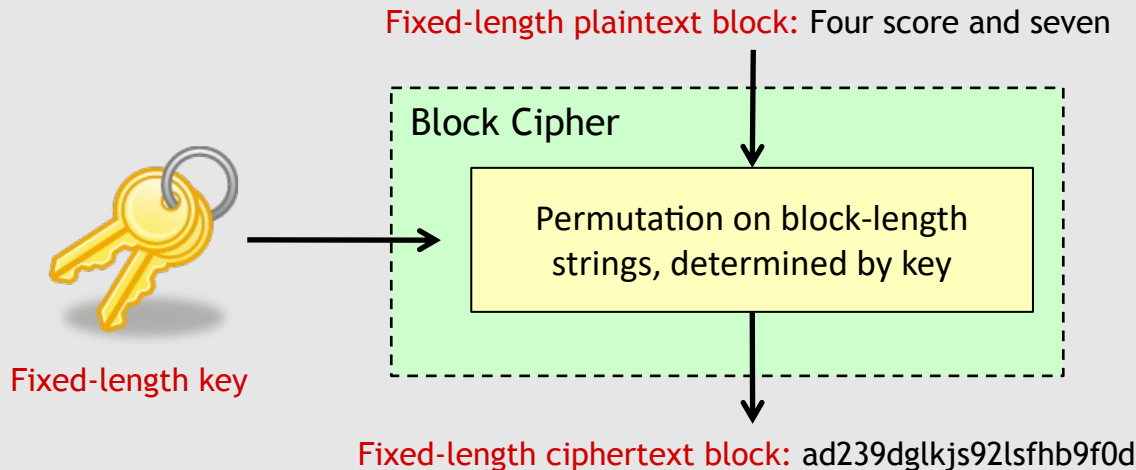 Fixed-length plaintext block: Four score and seven
Block Cipher
Permutation on block-length
strings, determined by key
Fixed-length key
Fixed-length ciphertext block: ad239dglkjs92lsfhb9f0d